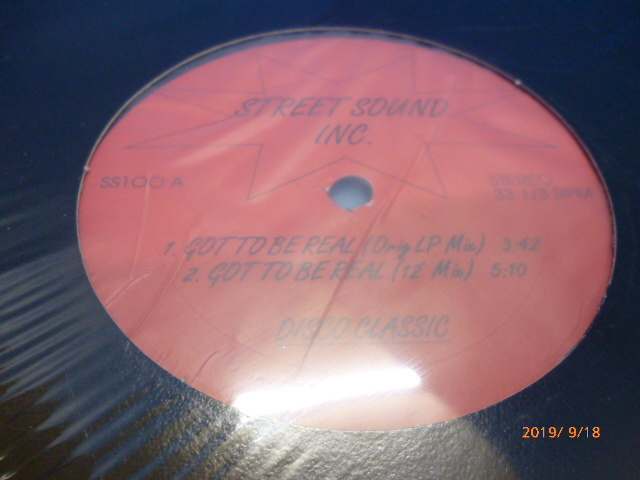 STREET SOUND
INC.
SS100 A
STEREO
33 1/3 RPM
1. GOT TO BE REAL (Orig LP Mix) 3:42
2. GOT TO BE REAL (12" Mix) 5:10
DISCO CLASSIC
2019/ 9/18